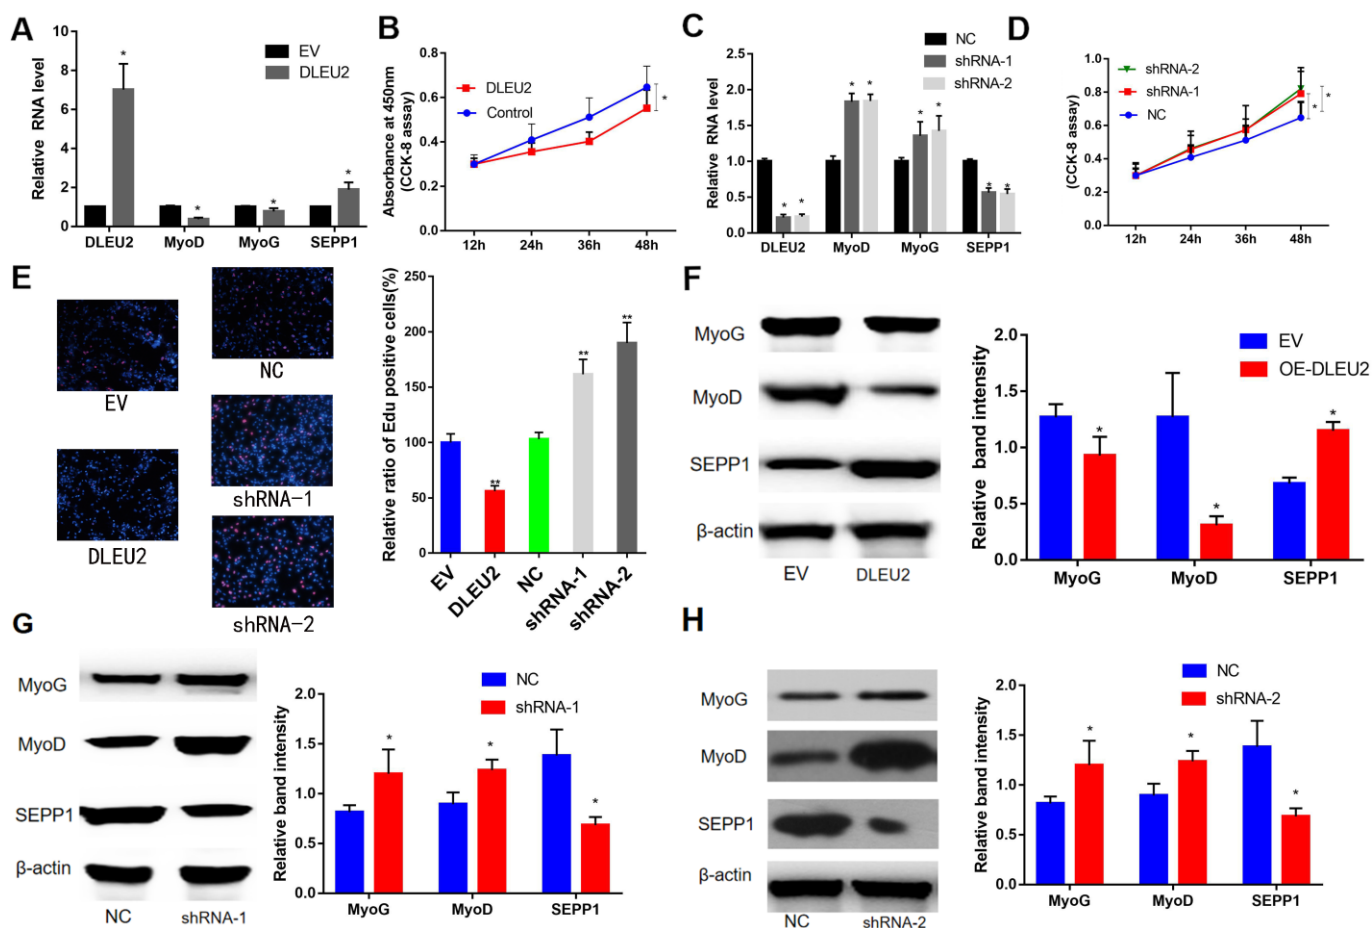 A
Relative RNA level
10
8
6
4
2
0
EV
DLEU2
*
*
*
*
DLEU2 MyoD MyoG SEPP1
B
Absorbance at 450nm
(CCK-8 assay)
0.8
0.6
0.4
0.2
0.0
DLEU2
Control
*
12h 24h 36h 48h
C
Relative RNA level
2.5
2.0
1.5
1.0
0.5
0.0
NC
shRNA-1
shRNA-2
* *
* *
* *
* *
DLEU2 MyoD MyoG SEPP1
D
(CCK-8 assay)
1.0
0.8
0.6
0.4
0.2
0.0
shRNA-2
shRNA-1
NC
* *
12h 24h 36h 48h
E
EV
DLEU2
NC
shRNA-1
shRNA-2
Relative ratio of Edu positive cells(%)
250
200
150
100
50
0
**
**
**
EV DLEU2 NC shRNA-1 shRNA-2
F
MyoG
MyoD
SEPP1
β-actin
EV DLEU2
Relative band intensity
2.0
1.5
1.0
0.5
0.0
EV
OE-DLEU2
*
*
*
MyoG MyoD SEPP1
G
MyoG
MyoD
SEPP1
β-actin
NC shRNA-1
Relative band intensity
2.0
1.5
1.0
0.5
0.0
NC
shRNA-1
*
*
*
MyoG MyoD SEPP1
H
MyoG
MyoD
SEPP1
β-actin
NC shRNA-2
Relative band intensity
2.0
1.5
1.0
0.5
0.0
NC
shRNA-2
*
*
*
MyoG MyoD SEPP1